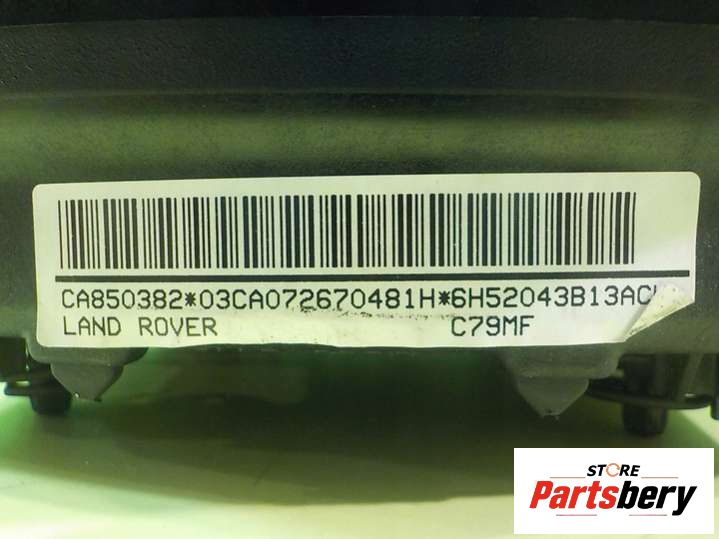 CA850382*03CA072670481H*6H52043B13AC
LAND ROVER C79MF
STORE
Partsbery